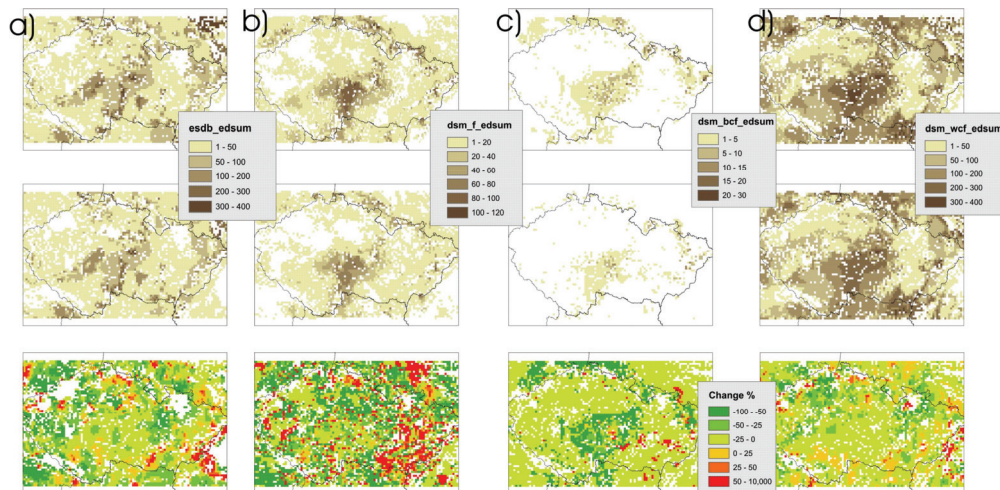 a)
b)
c)
d)
esdb_edsum
1 - 50
50 - 100
100 - 200
200 - 300
300 - 400
dsm_f_edsum
1 - 20
20 - 40
40 - 60
60 - 80
80 - 100
100 - 120
dsm_bcf_edsum
1 - 5
5 - 10
10 - 15
15 - 20
20 - 30
dsm_wcf_edsum
1 - 50
50 - 100
100 - 200
200 - 300
300 - 400
Change %
-100 - -50
-50 - -25
-25 - 0
0 - 25
25 - 50
50 - 10,000